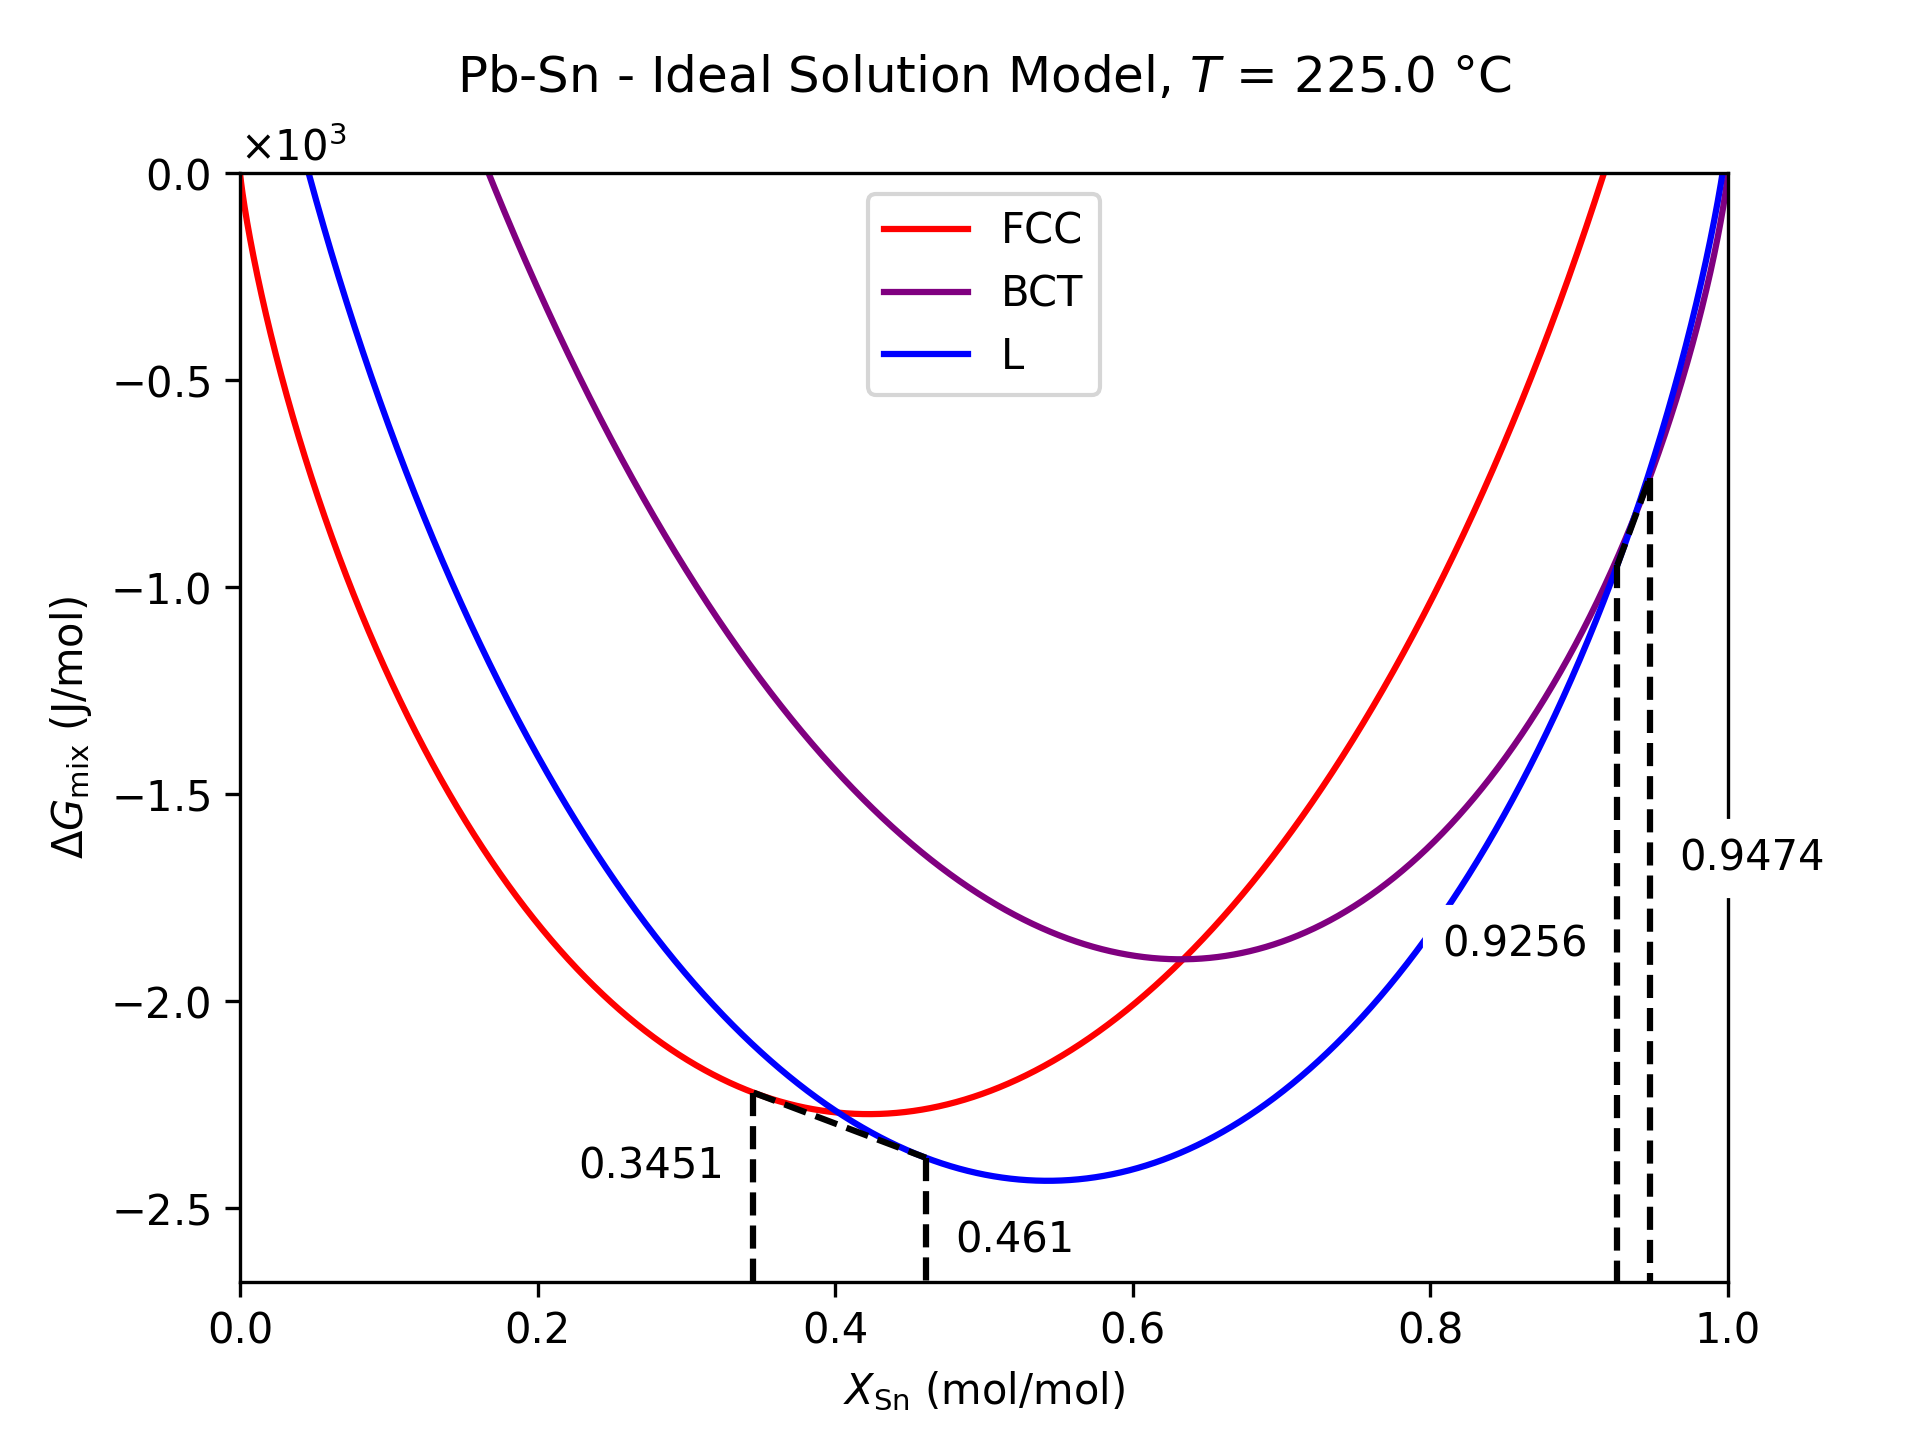 Pb-Sn - Ideal Solution Model, T = 225.0 °C
×10³
0.0
−0.5
−1.0
−1.5
−2.0
−2.5
ΔG_mix (J/mol)
FCC
BCT
L
0.9474
0.9256
0.3451
0.461
0.0 0.2 0.4 0.6 0.8 1.0
X_Sn (mol/mol)